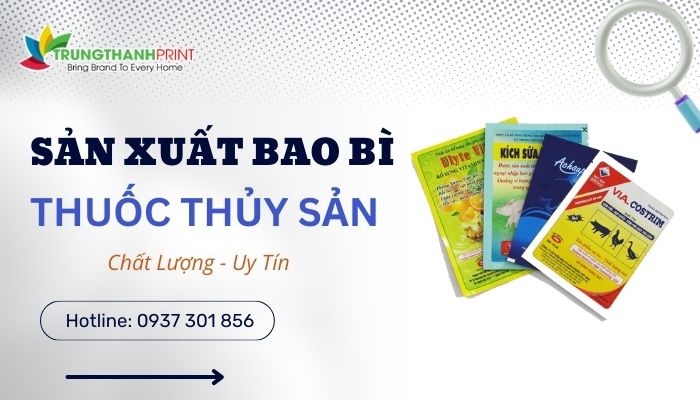 TRUNGTHANHPRINT
Bring Brand To Every Home
SẢN XUẤT BAO BÌ
THUỐC THỦY SẢN
Chất Lượng - Uy Tín
Hotline: 0937 301 856
KÍCH SỮA
VIA.COSTRIM